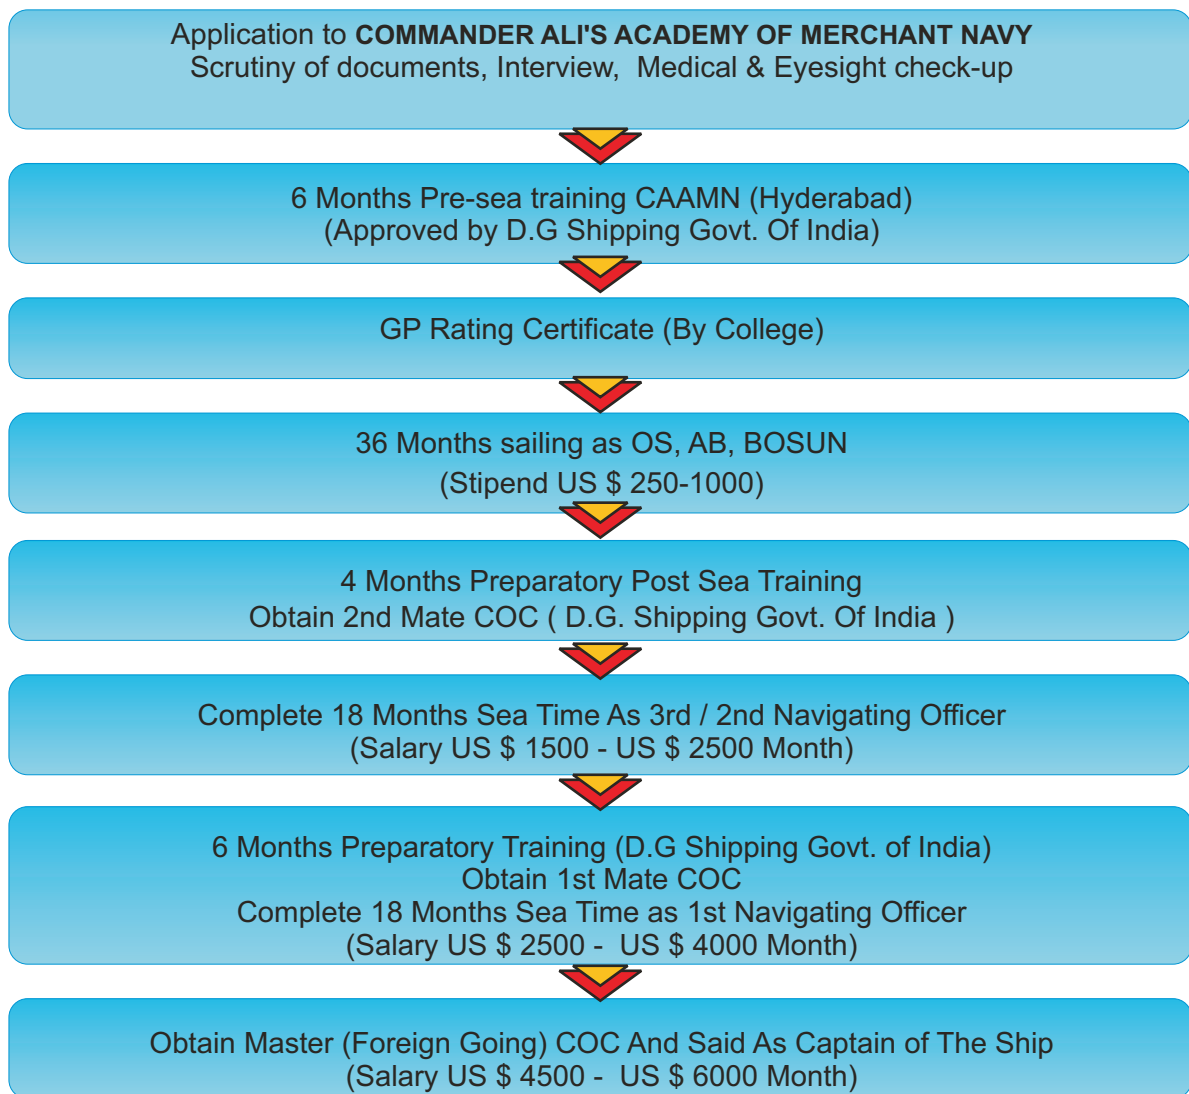 Application to COMMANDER ALI'S ACADEMY OF MERCHANT NAVY
Scrutiny of documents, Interview, Medical & Eyesight check-up
6 Months Pre-sea training CAAMN (Hyderabad)
(Approved by D.G Shipping Govt. Of India)
GP Rating Certificate (By College)
36 Months sailing as OS, AB, BOSUN
(Stipend US $ 250-1000)
4 Months Preparatory Post Sea Training
Obtain 2nd Mate COC ( D.G. Shipping Govt. Of India )
Complete 18 Months Sea Time As 3rd / 2nd Navigating Officer
(Salary US $ 1500 - US $ 2500 Month)
6 Months Preparatory Training (D.G Shipping Govt. of India)
Obtain 1st Mate COC
Complete 18 Months Sea Time as 1st Navigating Officer
(Salary US $ 2500 - US $ 4000 Month)
Obtain Master (Foreign Going) COC And Said As Captain of The Ship
(Salary US $ 4500 - US $ 6000 Month)